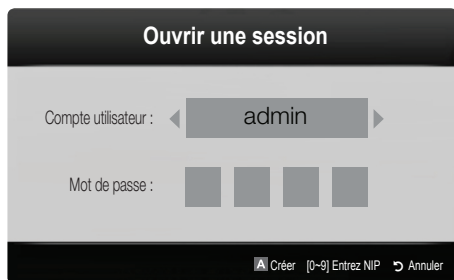 Ouvrir une session
Compte utilisateur : admin
Mot de passe :
A Créer [0~9] Entrez NIP Annuler